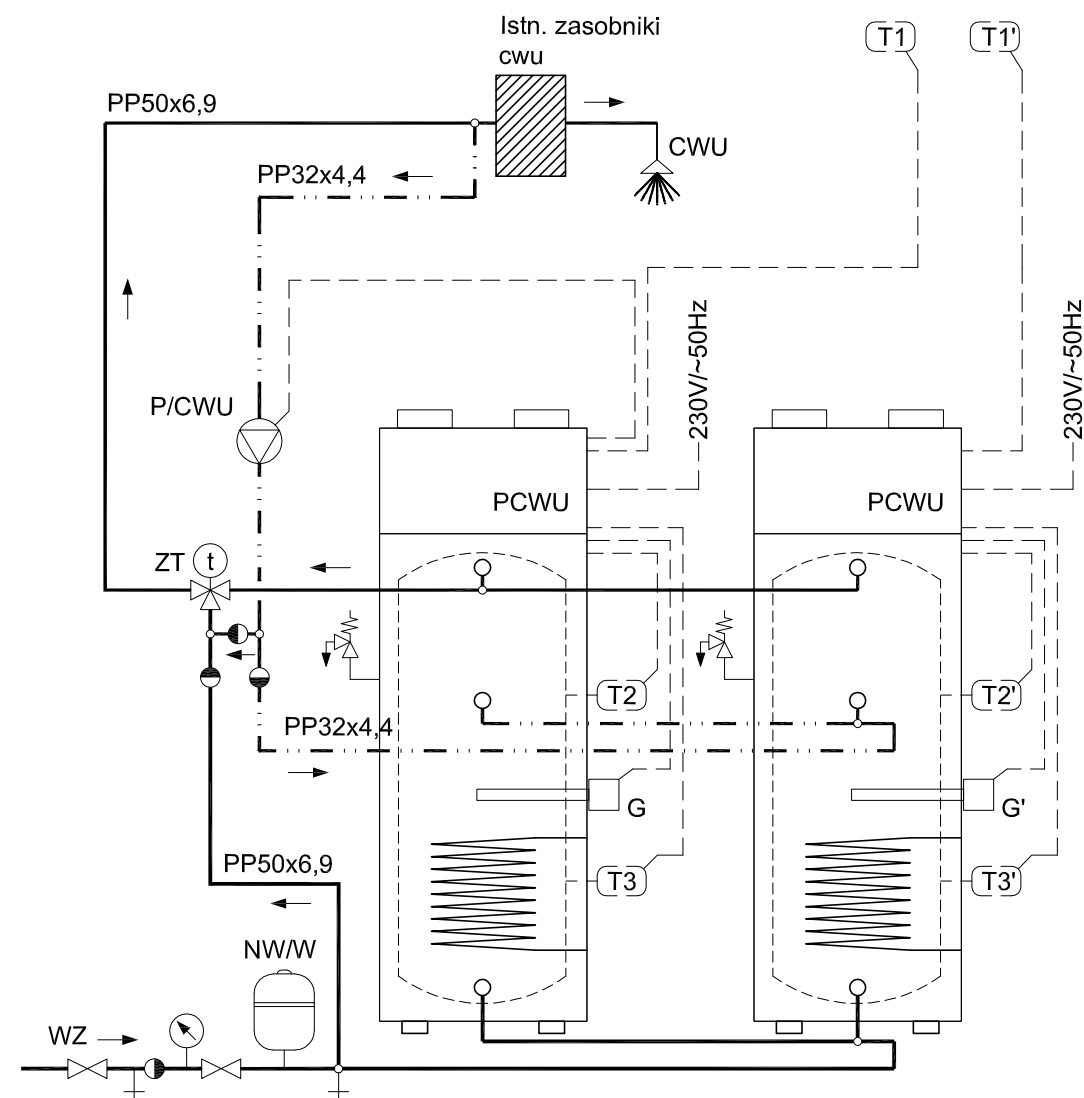 Istn. zasobniki
cwu
T1
T1'
PP50x6,9
CWU
PP32x4,4
230V/~50Hz
230V/~50Hz
P/CWU
PCWU
PCWU
ZT
t
T2
T2'
PP32x4,4
G
G'
PP50x6,9
T3
T3'
NW/W
WZ